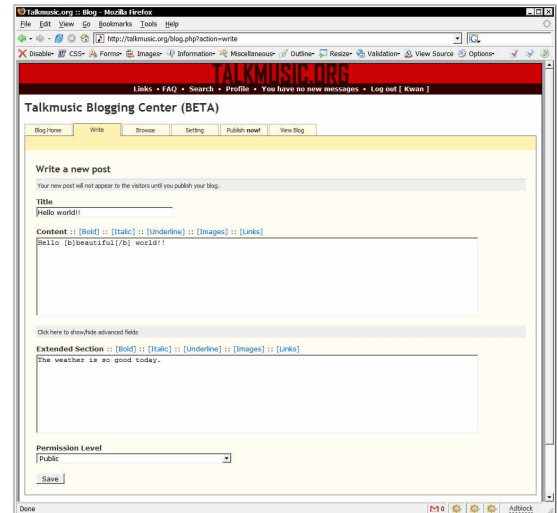 Talkmusic.org :: Blog - Mozilla Firefox
File Edit View Go Bookmarks Tools Help
http://talkmusic.org/blog.php?action=write
Disable CSS Forms Images Information Miscellaneous Outline Resize Validation View Source Options
TALKMUSIC.ORG
Links • FAQ • Search • Profile • You have no new messages • Log out [ Kwan ]
Talkmusic Blogging Center (BETA)
Blog Home Write Browse Setting Publish now! View Blog
Write a new post
Your new post will not appear to the visitors until you publish your blog.
Title
Hello world!!
Content :: [Bold] :: [Italic] :: [Underline] :: [Images] :: [Links]
Hello [b]beautiful[/b] world!!
Click here to show/hide advanced fields
Extended Section :: [Bold] :: [Italic] :: [Underline] :: [Images] :: [Links]
The weather is so good today.
Permission Level
Public
Save
Done 0 Adblock